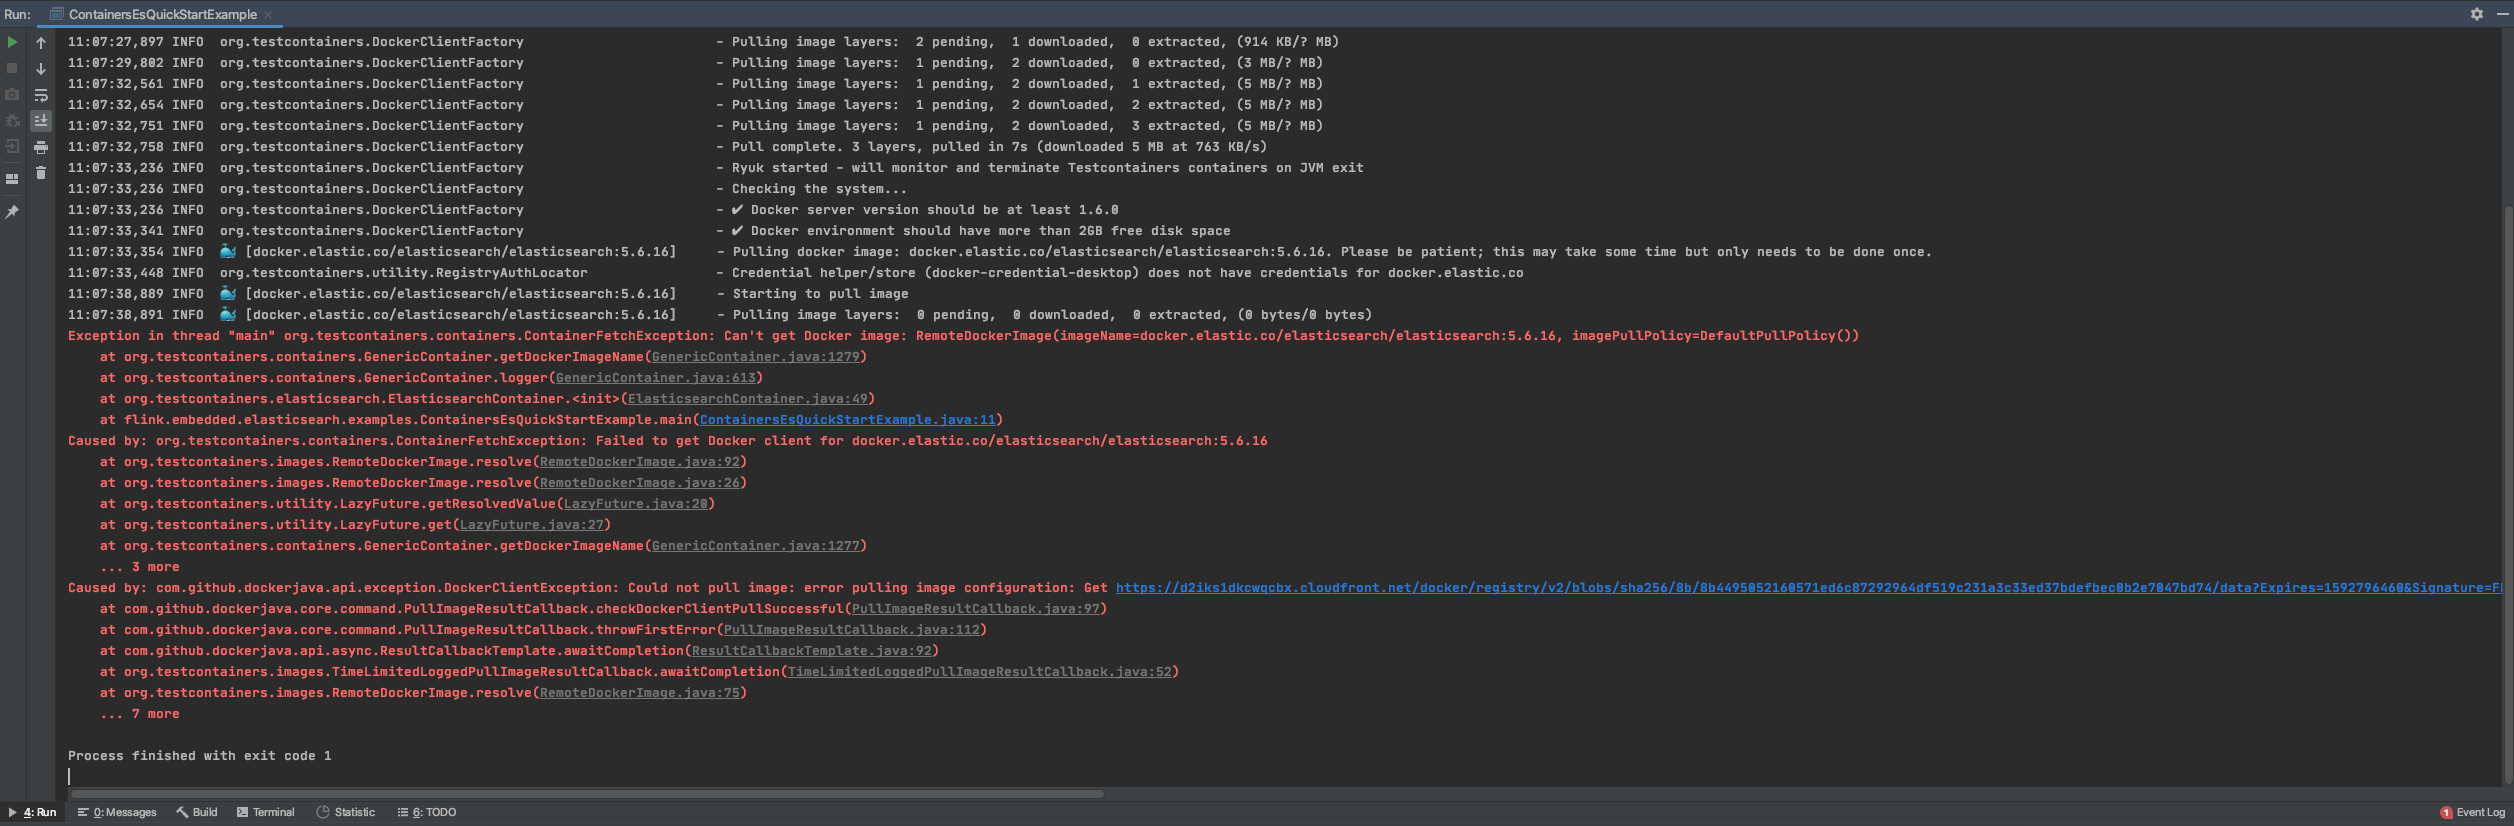 Run: ContainersEsQuickStartExample
11:07:27,897 INFO  org.testcontainers.DockerClientFactory - Pulling image layers:  2 pending,  1 downloaded,  0 extracted, (914 KB/? MB)
11:07:29,802 INFO  org.testcontainers.DockerClientFactory - Pulling image layers:  1 pending,  2 downloaded,  0 extracted, (3 MB/? MB)
11:07:32,561 INFO  org.testcontainers.DockerClientFactory - Pulling image layers:  1 pending,  2 downloaded,  1 extracted, (5 MB/? MB)
11:07:32,654 INFO  org.testcontainers.DockerClientFactory - Pulling image layers:  1 pending,  2 downloaded,  2 extracted, (5 MB/? MB)
11:07:32,751 INFO  org.testcontainers.DockerClientFactory - Pulling image layers:  1 pending,  2 downloaded,  3 extracted, (5 MB/? MB)
11:07:32,758 INFO  org.testcontainers.DockerClientFactory - Pull complete. 3 layers, pulled in 7s (downloaded 5 MB at 763 KB/s)
11:07:33,236 INFO  org.testcontainers.DockerClientFactory - Ryuk started - will monitor and terminate Testcontainers containers on JVM exit
11:07:33,236 INFO  org.testcontainers.DockerClientFactory - Checking the system...
11:07:33,236 INFO  org.testcontainers.DockerClientFactory - ✔ Docker server version should be at least 1.6.0
11:07:33,341 INFO  org.testcontainers.DockerClientFactory - ✔ Docker environment should have more than 2GB free disk space
11:07:33,354 INFO  🐳 [docker.elastic.co/elasticsearch/elasticsearch:5.6.16] - Pulling docker image: docker.elastic.co/elasticsearch/elasticsearch:5.6.16. Please be patient; this may take some time but only needs to be done once.
11:07:33,448 INFO  org.testcontainers.utility.RegistryAuthLocator - Credential helper/store (docker-credential-desktop) does not have credentials for docker.elastic.co
11:07:38,889 INFO  🐳 [docker.elastic.co/elasticsearch/elasticsearch:5.6.16] - Starting to pull image
11:07:38,891 INFO  🐳 [docker.elastic.co/elasticsearch/elasticsearch:5.6.16] - Pulling image layers:  0 pending,  0 downloaded,  0 extracted, (0 bytes/0 bytes)
Exception in thread "main" org.testcontainers.containers.ContainerFetchException: Can't get Docker image: RemoteDockerImage(imageName=docker.elastic.co/elasticsearch/elasticsearch:5.6.16, imagePullPolicy=DefaultPullPolicy())
at org.testcontainers.containers.GenericContainer.getDockerImageName(GenericContainer.java:1279)
at org.testcontainers.containers.GenericContainer.logger(GenericContainer.java:613)
at org.testcontainers.elasticsearch.ElasticsearchContainer.<init>(ElasticsearchContainer.java:49)
at flink.embedded.elasticsearh.examples.ContainersEsQuickStartExample.main(ContainersEsQuickStartExample.java:11)
Caused by: org.testcontainers.containers.ContainerFetchException: Failed to get Docker client for docker.elastic.co/elasticsearch/elasticsearch:5.6.16
at org.testcontainers.images.RemoteDockerImage.resolve(RemoteDockerImage.java:92)
at org.testcontainers.images.RemoteDockerImage.resolve(RemoteDockerImage.java:26)
at org.testcontainers.utility.LazyFuture.getResolvedValue(LazyFuture.java:20)
at org.testcontainers.utility.LazyFuture.get(LazyFuture.java:27)
at org.testcontainers.containers.GenericContainer.getDockerImageName(GenericContainer.java:1277)
... 3 more
Caused by: com.github.dockerjava.api.exception.DockerClientException: Could not pull image: error pulling image configuration: Get https://d2iks1dkcwqcbx.cloudfront.net/docker/registry/v2/blobs/sha256/8b/8b4495052160571ed6c87292964df519c231a3c33ed37bdefbec0b2e7047bd74/data?Expires=1592796460&Signature=F
at com.github.dockerjava.core.command.PullImageResultCallback.checkDockerClientPullSuccessful(PullImageResultCallback.java:97)
at com.github.dockerjava.core.command.PullImageResultCallback.throwFirstError(PullImageResultCallback.java:112)
at com.github.dockerjava.api.async.ResultCallbackTemplate.awaitCompletion(ResultCallbackTemplate.java:92)
at org.testcontainers.images.TimeLimitedLoggedPullImageResultCallback.awaitCompletion(TimeLimitedLoggedPullImageResultCallback.java:52)
at org.testcontainers.images.RemoteDockerImage.resolve(RemoteDockerImage.java:75)
... 7 more
Process finished with exit code 1
4: Run 0: Messages Build Terminal Statistic 6: TODO 1 Event Log